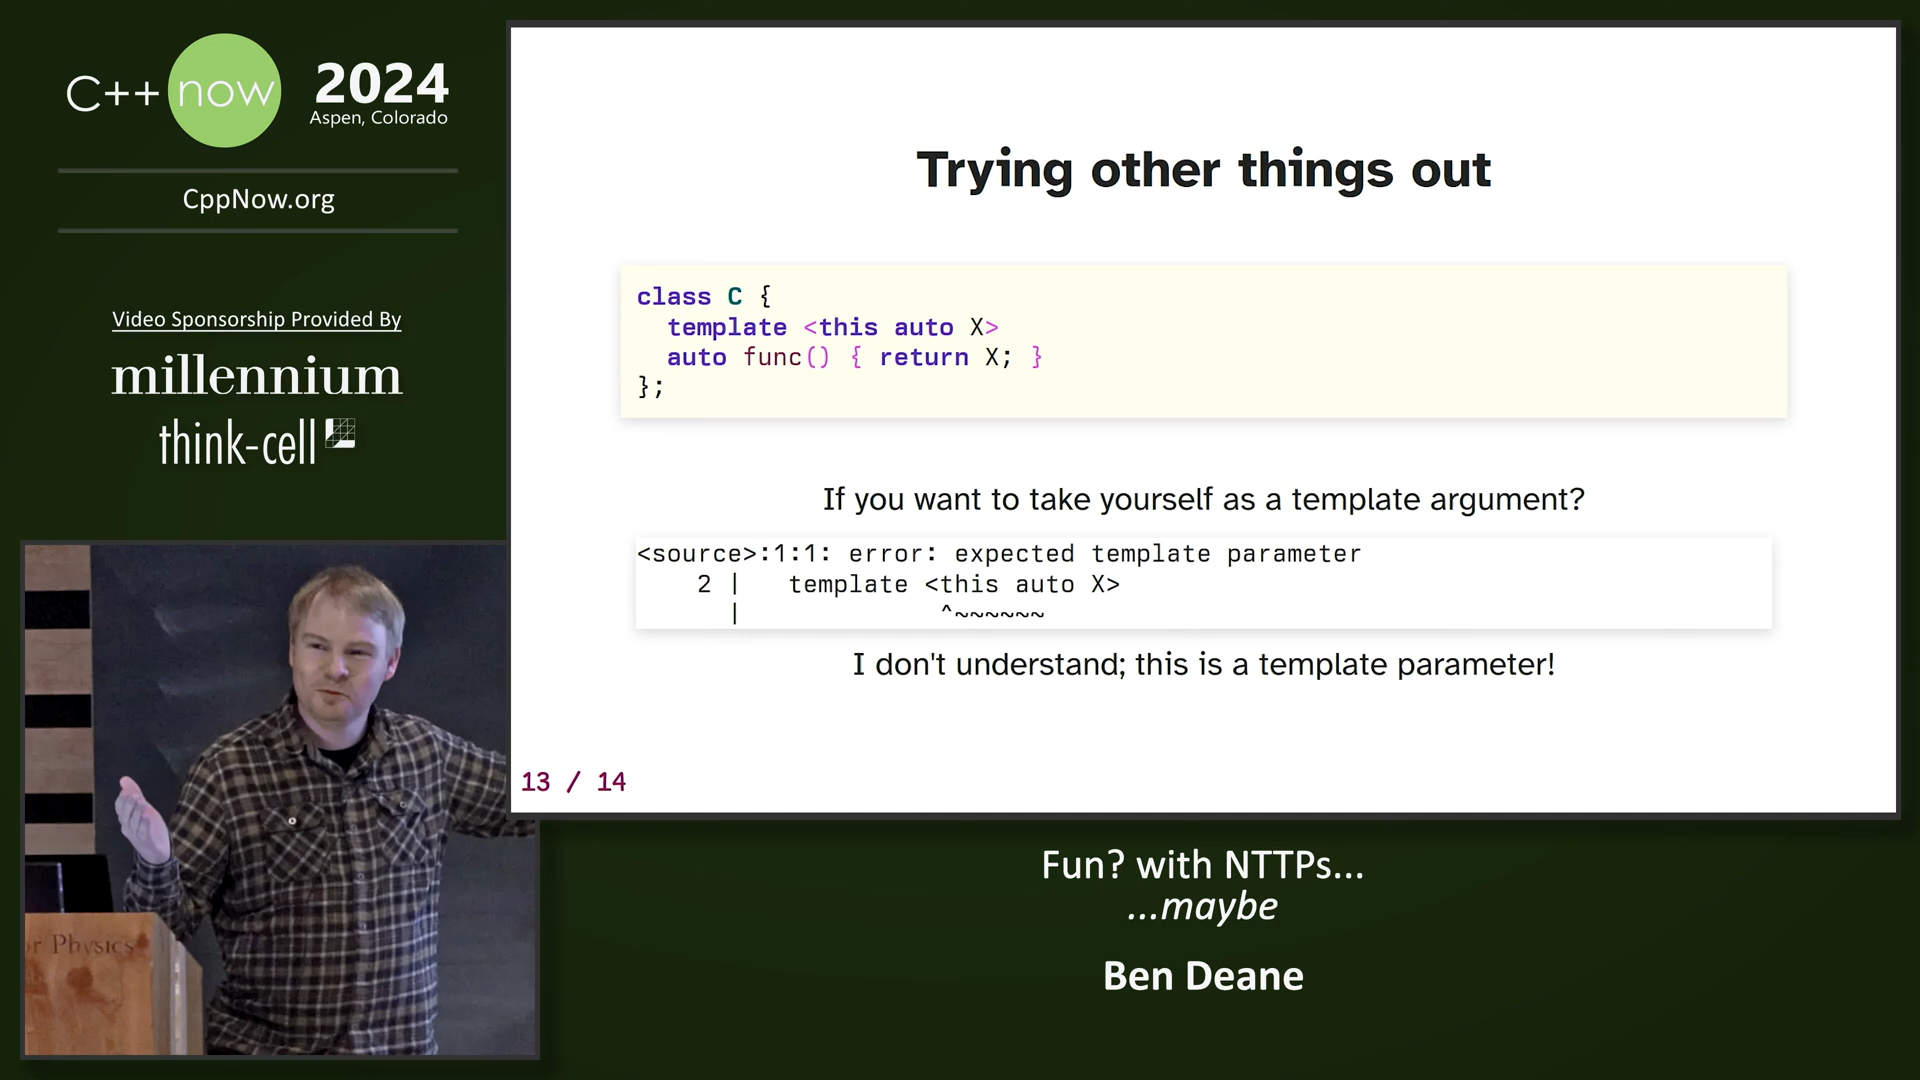 C++ now 2024
Aspen, Colorado
CppNow.org
Video Sponsorship Provided By
millennium
think-cell
r Physics
Trying other things out
class C {
  template <this auto X>
  auto func() { return X; }
};
If you want to take yourself as a template argument?
<source>:1:1: error: expected template parameter
    2 |   template <this auto X>
      |             ^~~~~~~
I don't understand; this is a template parameter!
13 / 14
Fun? with NTTPs...
...maybe
Ben Deane